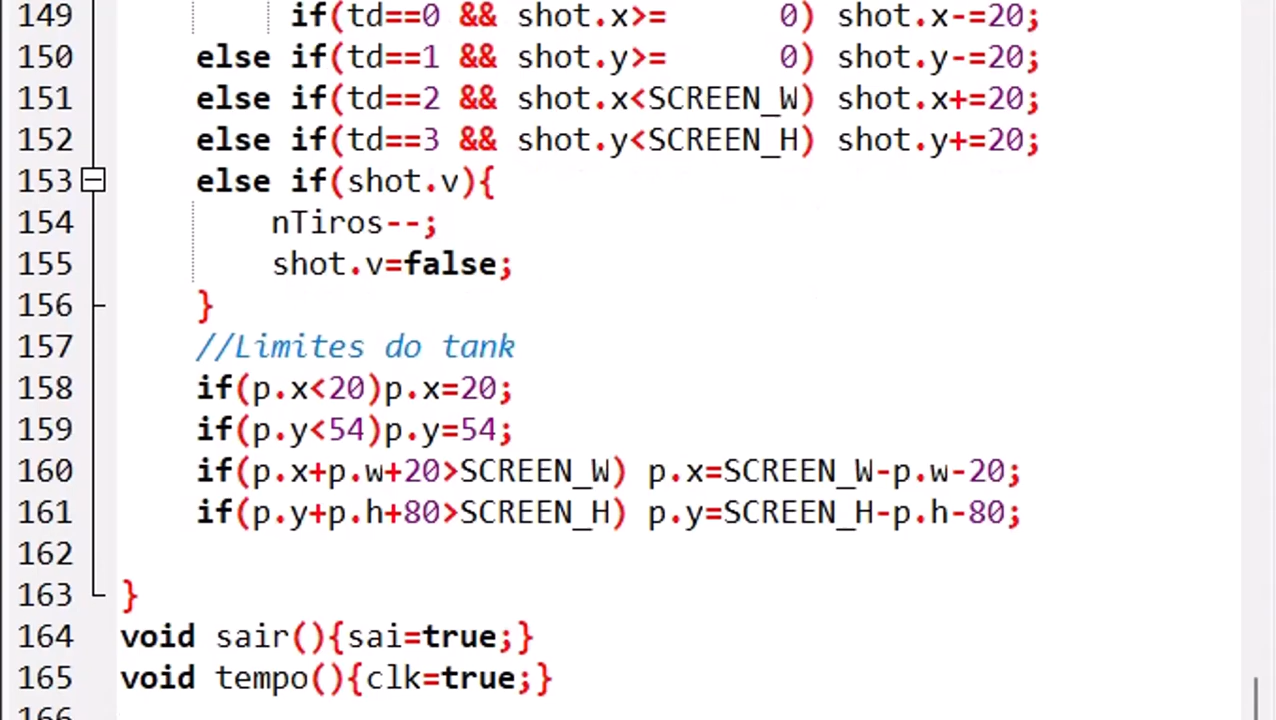 149 if(td==0 && shot.x>= 0) shot.x-=20;
150 else if(td==1 && shot.y>= 0) shot.y-=20;
151 else if(td==2 && shot.x<SCREEN_W) shot.x+=20;
152 else if(td==3 && shot.y<SCREEN_H) shot.y+=20;
153 else if(shot.v){
154 nTiros--;
155 shot.v=false;
156 }
157 //Limites do tank
158 if(p.x<20)p.x=20;
159 if(p.y<54)p.y=54;
160 if(p.x+p.w+20>SCREEN_W) p.x=SCREEN_W-p.w-20;
161 if(p.y+p.h+80>SCREEN_H) p.y=SCREEN_H-p.h-80;
162
163 }
164 void sair(){sai=true;}
165 void tempo(){clk=true;}
166